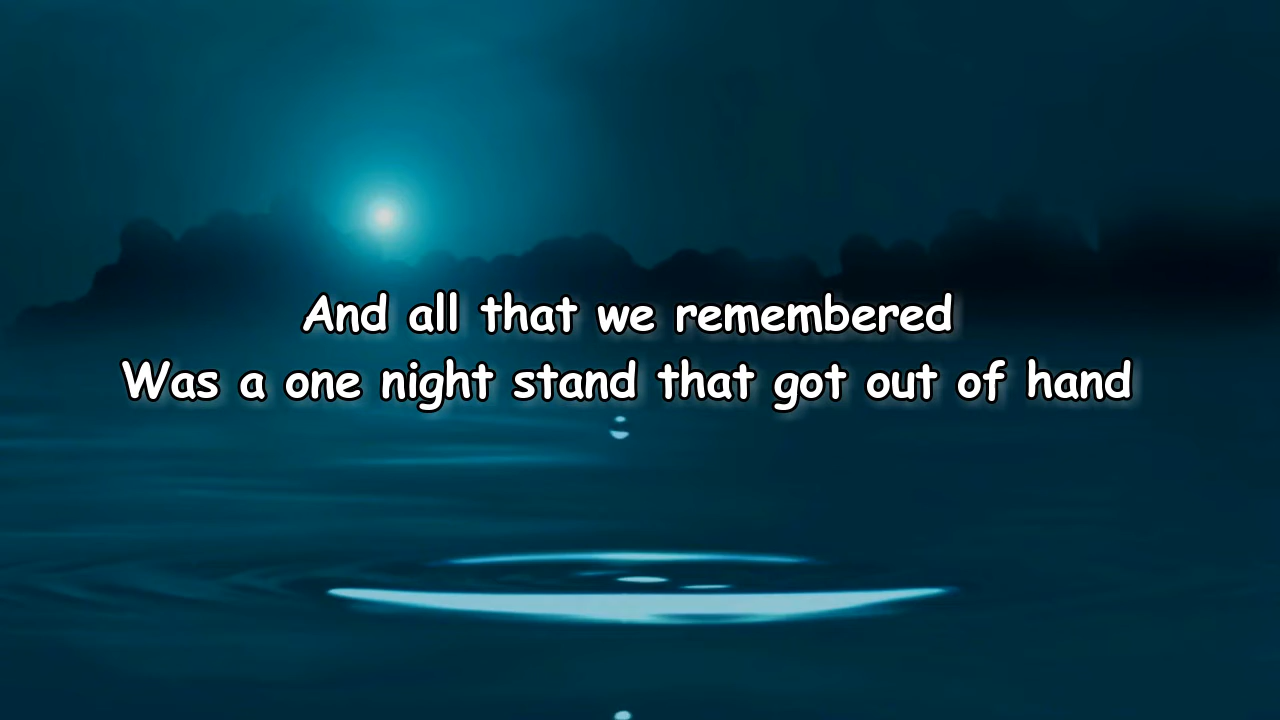 And all that we remembered
Was a one night stand that got out of hand